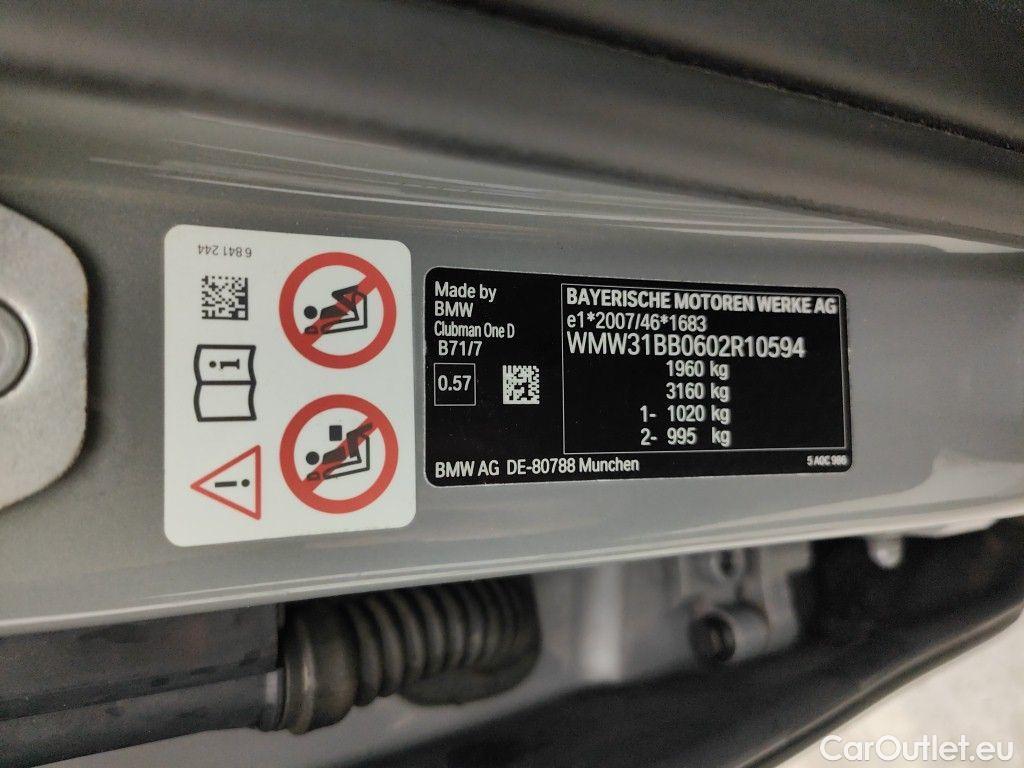 6 841 244
Made by
BMW
Clubman One D
B71/7
0.57
BAYERISCHE MOTOREN WERKE AG
e1*2007/46*1683
WMW31BB0602R10594
1960 kg
3160 kg
1- 1020 kg
2- 995 kg
BMW AG DE-80788 Munchen
5 A0C 986
CarOutlet.eu